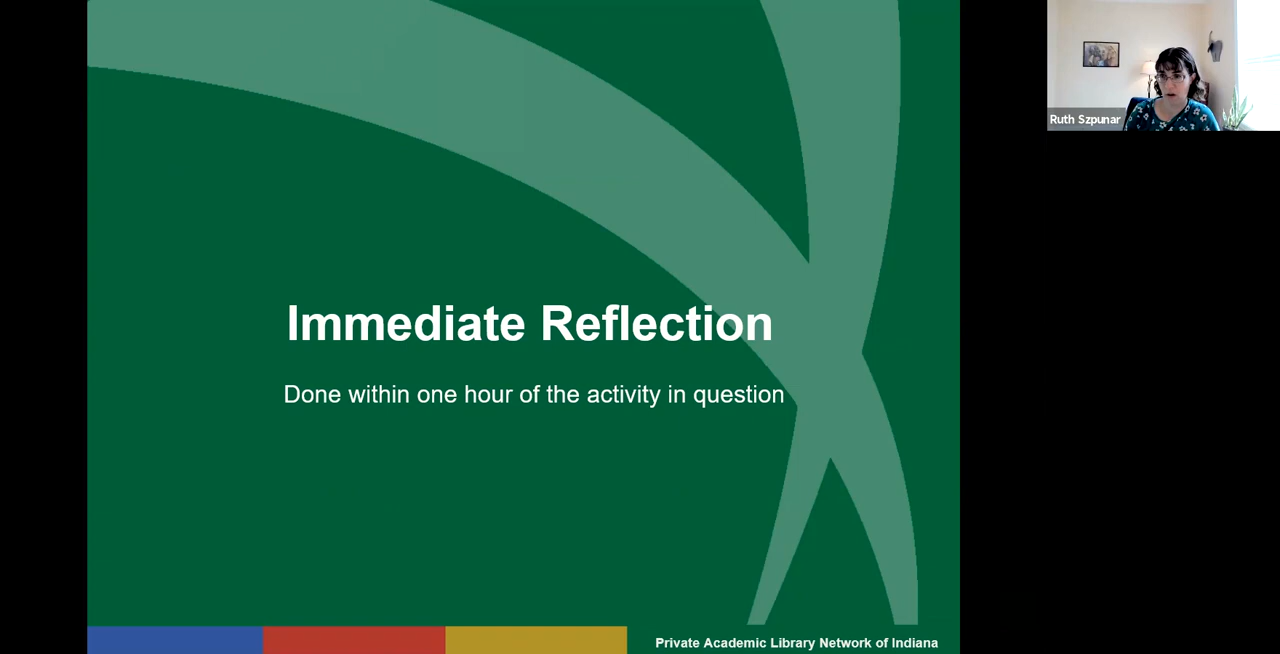 Immediate Reflection
Done within one hour of the activity in question
Private Academic Library Network of Indiana
Ruth Szpunar